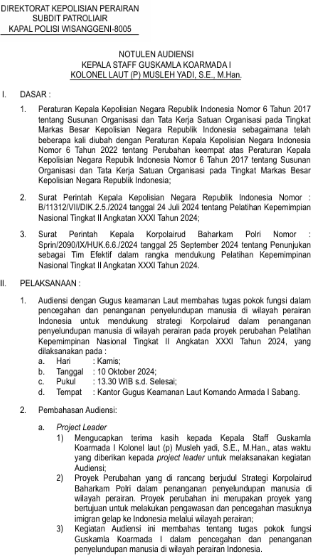 DIREKTORAT KEPOLISIAN PERAIRAN
SUBDIT PATROLIAIR
KAPAL POLISI WISANGGENI-8005
NOTULEN AUDIENSI
KEPALA STAFF GUSKAMLA KOARMADA I
KOLONEL LAUT (P) MUSLEH YADI, S.E., M.Han.
I. DASAR :
1. Peraturan Kepala Kepolisian Negara Republik Indonesia Nomor 6 Tahun 2017
tentang Susunan Organisasi dan Tata Kerja Satuan Organisasi pada Tingkat
Markas Besar Kepolisian Negara Republik Indonesia sebagaimana telah
beberapa kali diubah dengan Peraturan Kepala Kepolisian Negara Indonesia
Nomor 6 Tahun 2022 tentang Perubahan keempat atas Peraturan Kepala
Kepolisian Negara Republik Indonesia Nomor 6 Tahun 2017 tentang Susunan
Organisasi dan Tata Kerja Satuan Organisasi pada Tingkat Markas Besar
Kepolisian Negara Republik Indonesia;
2. Surat Perintah Kepala Kepolisian Negara Republik Indonesia Nomor :
B/11312/VII/DIK.2.5./2024 tanggal 24 Juli 2024 tentang Pelatihan Kepemimpian
Nasional Tingkat II Angkatan XXXI Tahun 2024;
3. Surat Perintah Kepala Korpolairud Baharkam Polri Nomor :
Sprin/2090/IX/HUK.6.6./2024 tanggal 25 September 2024 tentang Penunjukan
sebagai Tim Efektif dalam rangka mendukung Pelatihan Kepemimpinan
Nasional Tingkat II Angkatan XXXI Tahun 2024.
II. PELAKSANAAN :
1. Audiensi dengan Gugus keamanan Laut membahas tugas pokok fungsi dalam
pencegahan dan penanganan penyelundupan manusia di wilayah perairan
Indonesia untuk mendukung strategi Korpolairud dalam penanganan
penyelundupan manusia di wilayah perairan pada proyek perubahan Pelatihan
Kepemimpinan Nasional Tingkat II Angkatan XXXI Tahun 2024, yang
dilaksanakan pada :
a. Hari : Kamis;
b. Tanggal : 10 Oktober 2024;
c. Pukul : 13.30 WIB s.d. Selesai;
d. Tempat : Kantor Gugus Keamanan Laut Komando Armada I Sabang.
2. Pembahasan Audiensi:
a. Project Leader
1) Mengucapkan terima kasih kepada Kepala Staff Guskamla
Koarmada I Kolonel laut (p) Musleh yadi, S.E., M.Han., atas waktu
yang diberikan kepada project leader untuk melaksanakan kegiatan
Audiensi;
2) Proyek Perubahan yang di rancang berjudul Strategi Korpolairud
Baharkam Polri dalam penanganan penyelundupan manusia di
wilayah perairan. Proyek perubahan ini merupakan proyek yang
bertujuan untuk melakukan pengawasan dan pencegahan masuknya
imigran gelap ke Indonesia melalui wilayah perairan;
3) Kegiatan Audiensi ini membahas tentang tugas pokok fungsi
Guskamla Koarmada I dalam pencegahan dan penanganan
penyelundupan manusia di wilayah perairan Indonesia.